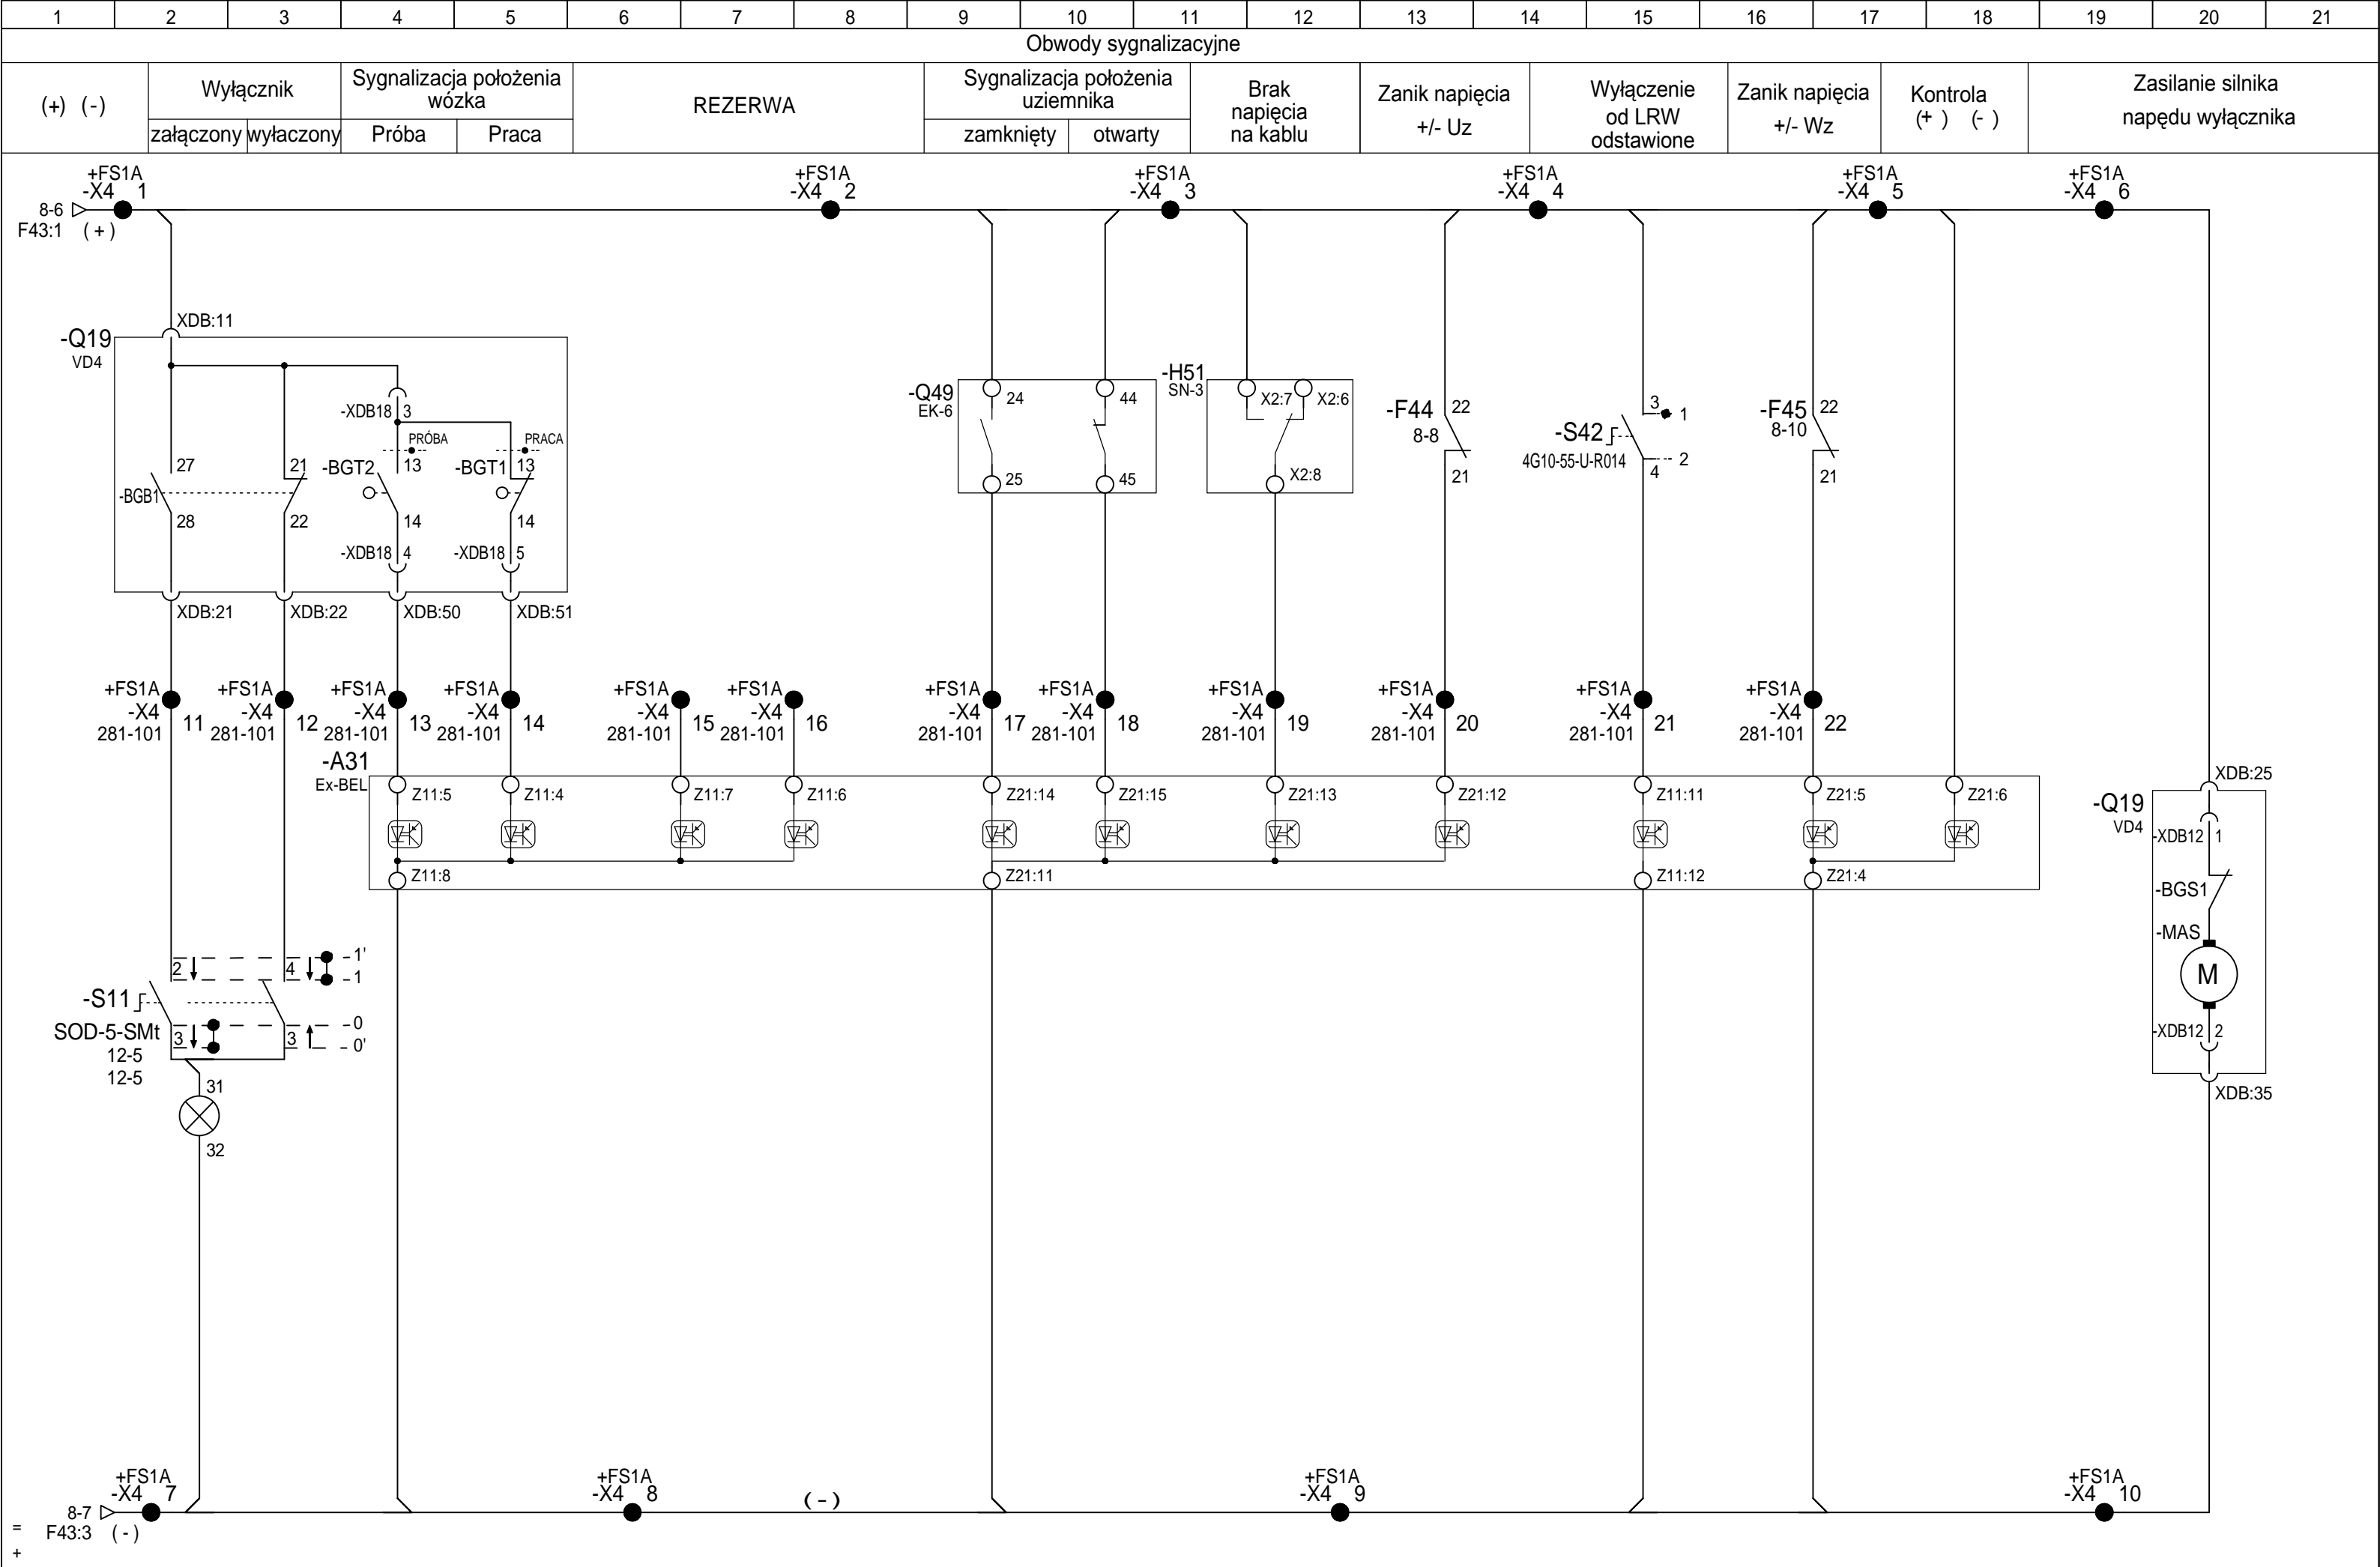 1 2 3 4 5 6 7 8 9 10 11 12 13 14 15 16 17 18 19 20 21
Obwody sygnalizacyjne
(+) (-)
Wyłącznik
załączony wyłaczony
Sygnalizacja położenia
wózka
Próba Praca
REZERWA
Sygnalizacja położenia
uziemnika
zamknięty otwarty
Brak
napięcia
na kablu
Zanik napięcia
+/- Uz
Wyłączenie
od LRW
odstawione
Zanik napięcia
+/- Wz
Kontrola
(+ ) (- )
Zasilanie silnika
napędu wyłącznika
+FS1A +FS1A +FS1A +FS1A +FS1A +FS1A
-X4 1 -X4 2 -X4 3 -X4 4 -X4 5 -X4 6
8-6
F43:1 (+)
XDB:11
-Q19
VD4
-XDB18 3
PRÓBA PRACA
27 21 -BGT2 13 -BGT1 13
-BGB1
28 22 14 14
-XDB18 4 -XDB18 5
XDB:21 XDB:22 XDB:50 XDB:51
-Q49
EK-6
24 44
25 45
-H51
SN-3
X2:7 X2:6
X2:8
-F44 22
8-8
21
-S42
4G10-55-U-R014
3 1
4 2
-F45 22
8-10
21
+FS1A +FS1A +FS1A +FS1A +FS1A +FS1A +FS1A +FS1A +FS1A +FS1A +FS1A +FS1A
-X4 -X4 -X4 -X4 -X4 -X4 -X4 -X4 -X4 -X4 -X4 -X4
11 12 13 14 15 16 17 18 19 20 21 22
281-101 281-101 281-101 281-101 281-101 281-101 281-101 281-101 281-101 281-101 281-101 281-101
-A31
Ex-BEL
Z11:5 Z11:4 Z11:7 Z11:6 Z21:14 Z21:15 Z21:13 Z21:12 Z11:11 Z21:5 Z21:6
Z11:8 Z21:11 Z11:12 Z21:4
XDB:25
-Q19
VD4
-XDB12 1
-BGS1
-MAS
M
-XDB12 2
XDB:35
1'
2 4
1
-S11
0
SOD-5-SMt
3 3
0'
12-5
12-5
31
32
+FS1A +FS1A +FS1A +FS1A
-X4 7 -X4 8 (-) -X4 9 -X4 10
8-7
F43:3 (-)
=
+